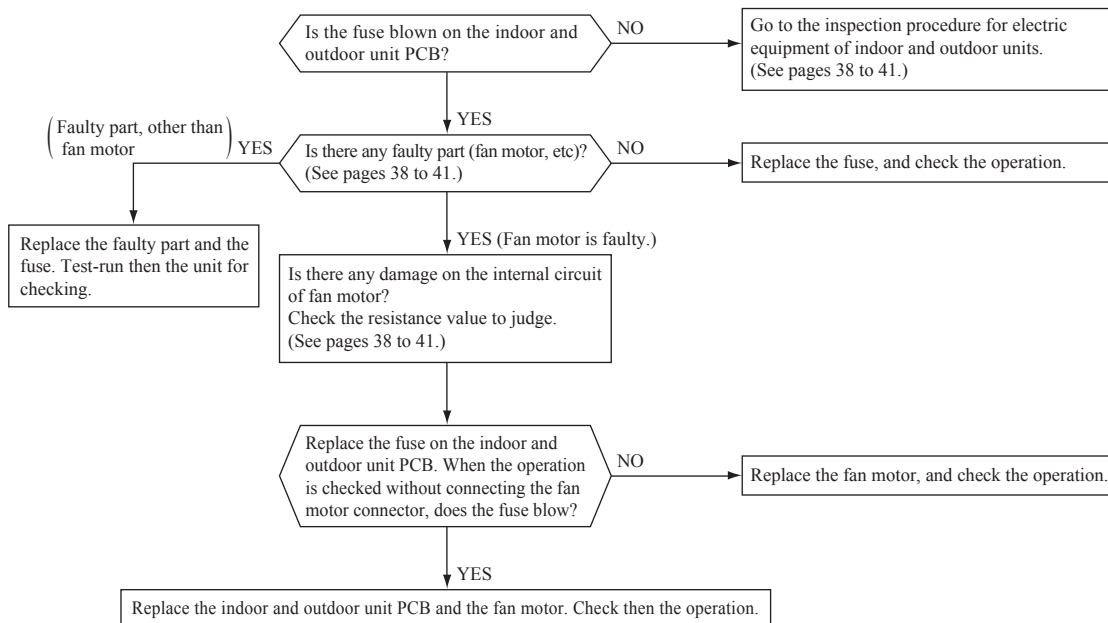 Is the fuse blown on the indoor and
outdoor unit PCB?
NO
Go to the inspection procedure for electric
equipment of indoor and outdoor units.
(See pages 38 to 41.)
YES
(Faulty part, other than
fan motor)
YES
Is there any faulty part (fan motor, etc)?
(See pages 38 to 41.)
NO
Replace the fuse, and check the operation.
Replace the faulty part and the
fuse. Test-run then the unit for
checking.
YES (Fan motor is faulty.)
Is there any damage on the internal circuit
of fan motor?
Check the resistance value to judge.
(See pages 38 to 41.)
Replace the fuse on the indoor and
outdoor unit PCB. When the operation
is checked without connecting the fan
motor connector, does the fuse blow?
NO
Replace the fan motor, and check the operation.
YES
Replace the indoor and outdoor unit PCB and the fan motor. Check then the operation.